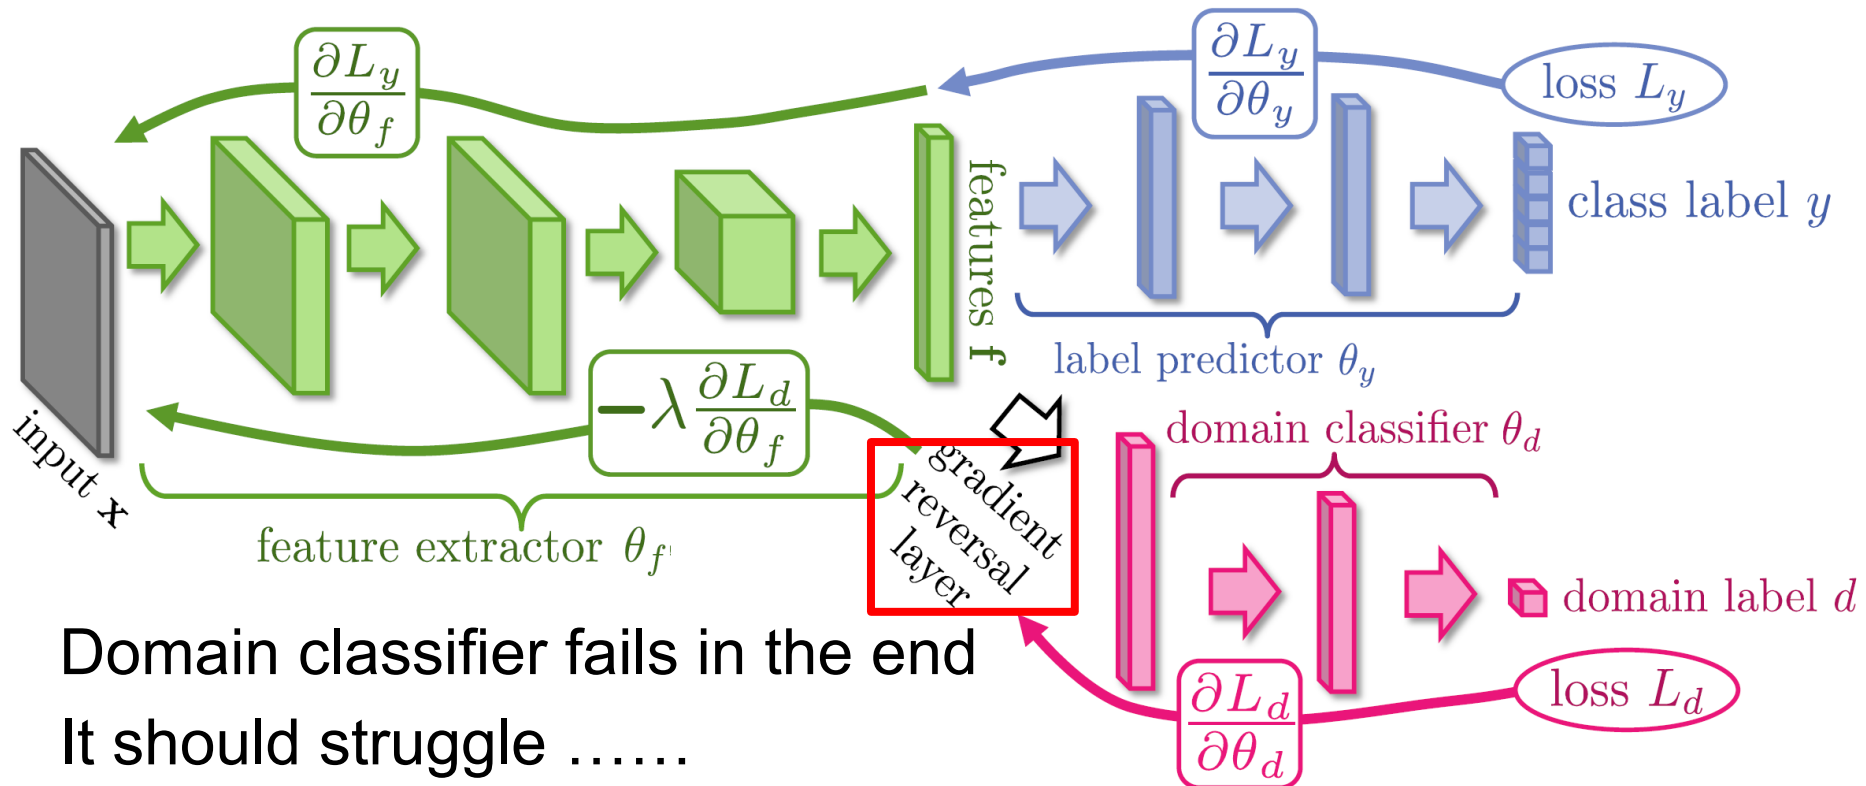 ∂L_y
∂θ_f
∂L_y
∂θ_y
loss L_y
features f
class label y
label predictor θ_y
input x
−λ ∂L_d
∂θ_f
feature extractor θ_f
gradient
reversal
layer
domain classifier θ_d
domain label d
loss L_d
∂L_d
∂θ_d
Domain classifier fails in the end
It should struggle ……